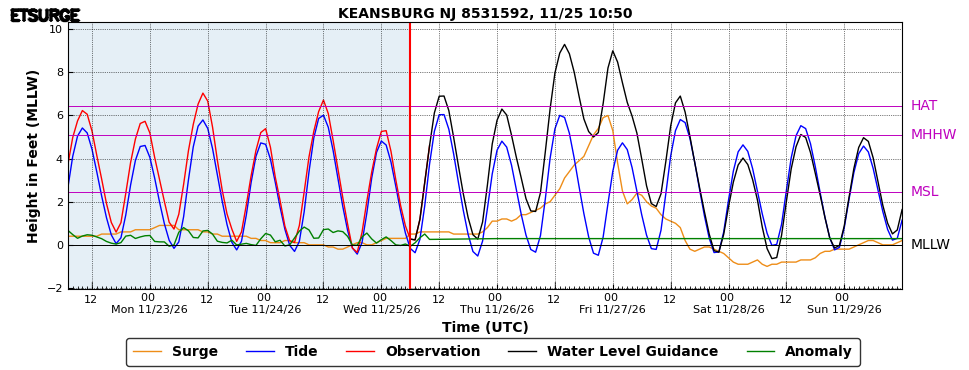 ETSURGE
KEANSBURG NJ 8531592, 11/25 10:50
Height in Feet (MLLW)
10
8
6
4
2
0
−2
HAT
MHHW
MSL
MLLW
12 00 12 00 12 00 12 00 12 00 12 00 12 00
Mon 11/23/26 Tue 11/24/26 Wed 11/25/26 Thu 11/26/26 Fri 11/27/26 Sat 11/28/26 Sun 11/29/26
Time (UTC)
Surge Tide Observation Water Level Guidance Anomaly